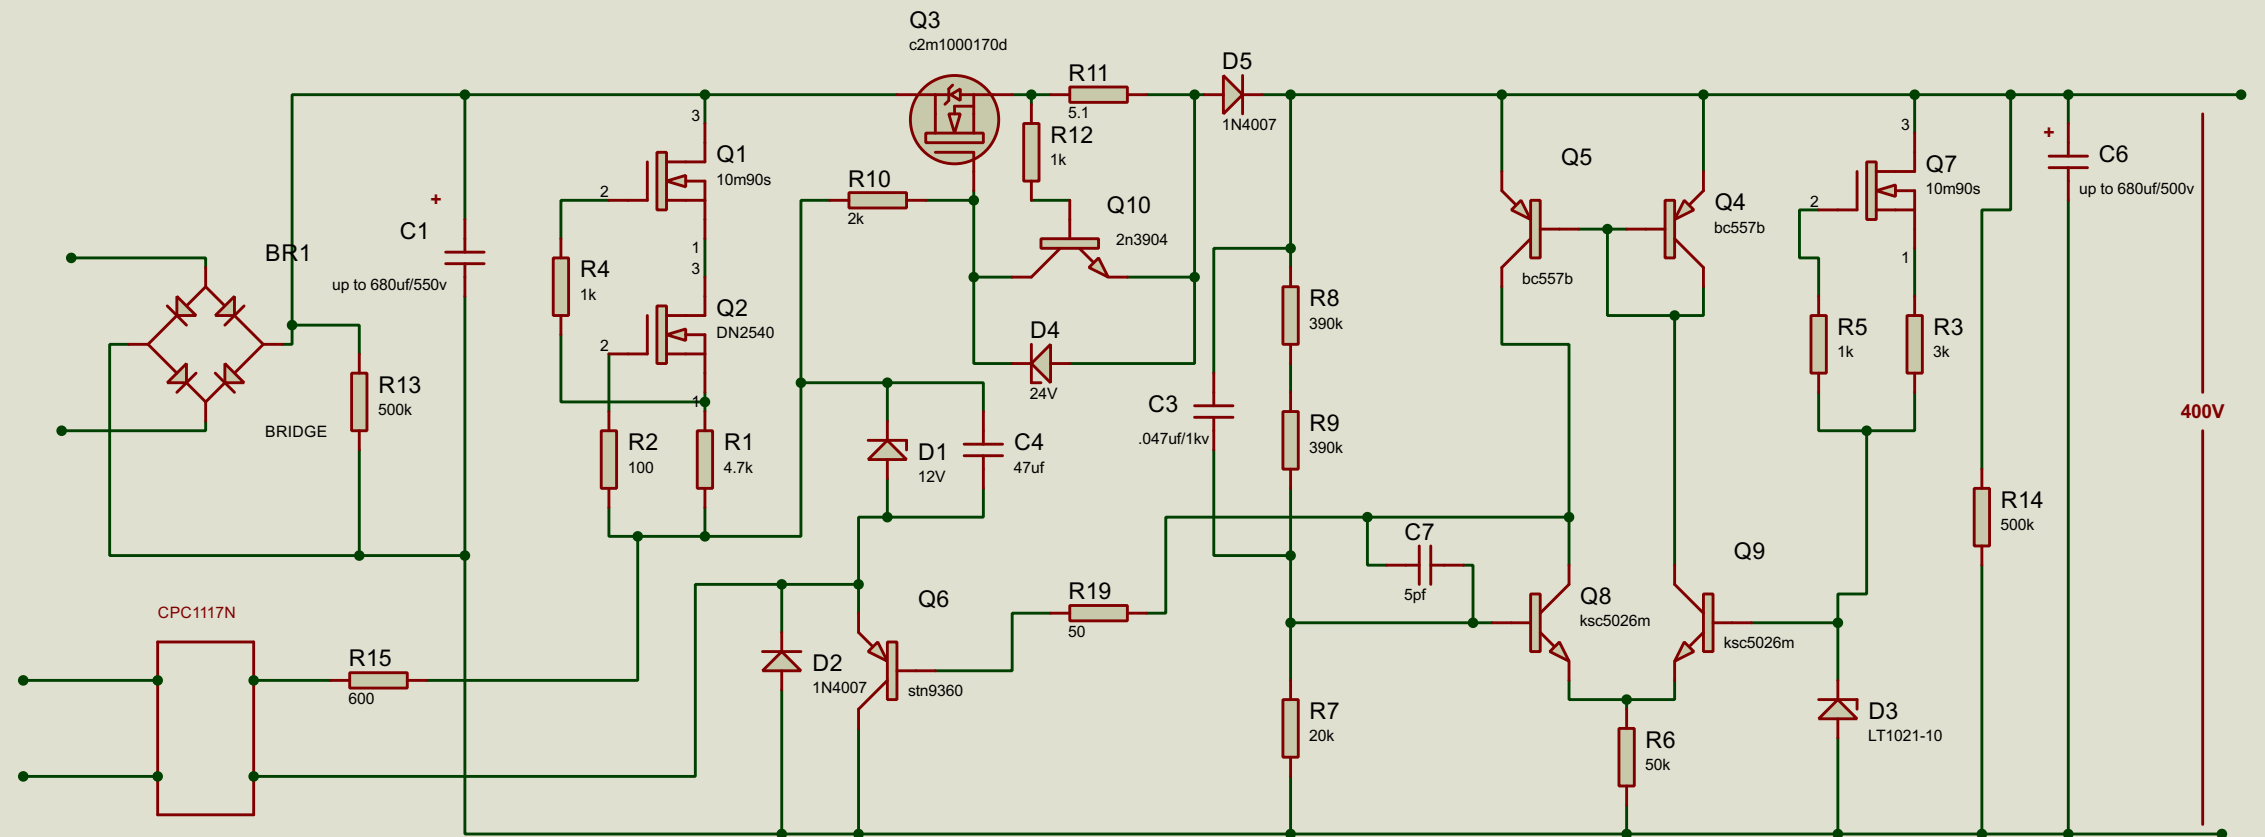 Q3
c2m1000170d
R11
5.1
D5
1N4007
R12
1k
3
Q1
10m90s
2
1
R10
2k
Q10
2n3904
Q5
bc557b
Q4
bc557b
3
Q7
10m90s
2
1
+
C6
up to 680uf/500v
+
C1
up to 680uf/550v
BR1
BRIDGE
R4
1k
3
Q2
DN2540
2
1
D4
24V
R8
390k
R5
1k
R3
3k
R13
500k
R2
100
R1
4.7k
D1
12V
C4
47uf
C3
.047uf/1kv
R9
390k
400V
R14
500k
C7
5pf
Q9
ksc5026m
Q8
ksc5026m
CPC1117N
R15
600
Q6
stn9360
R19
50
D2
1N4007
R7
20k
R6
50k
D3
LT1021-10